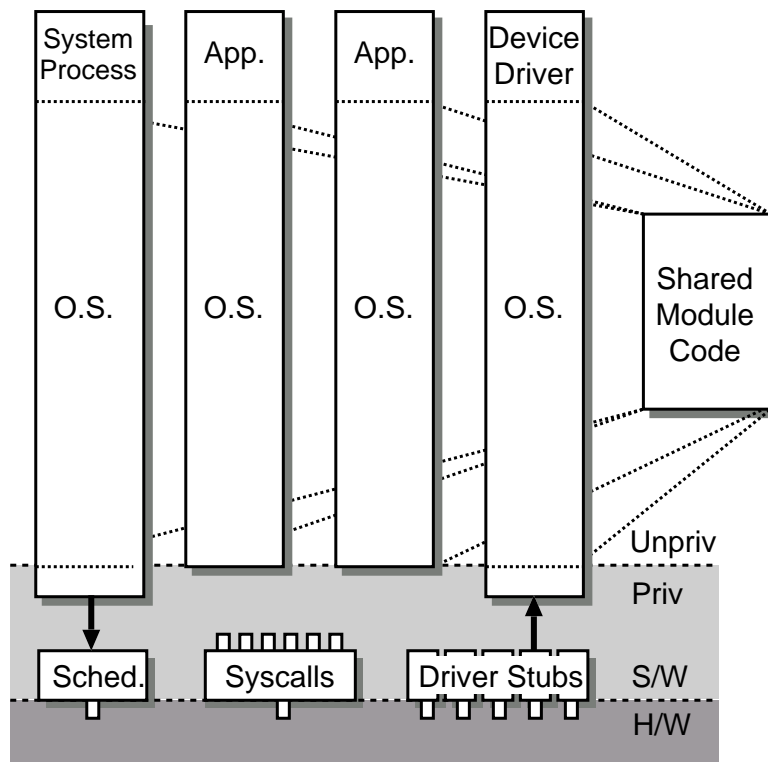 System
Process
App.
App.
Device
Driver
O.S.
O.S.
O.S.
O.S.
Shared
Module
Code
Unpriv
Priv
Sched.
Syscalls
Driver Stubs
S/W
H/W